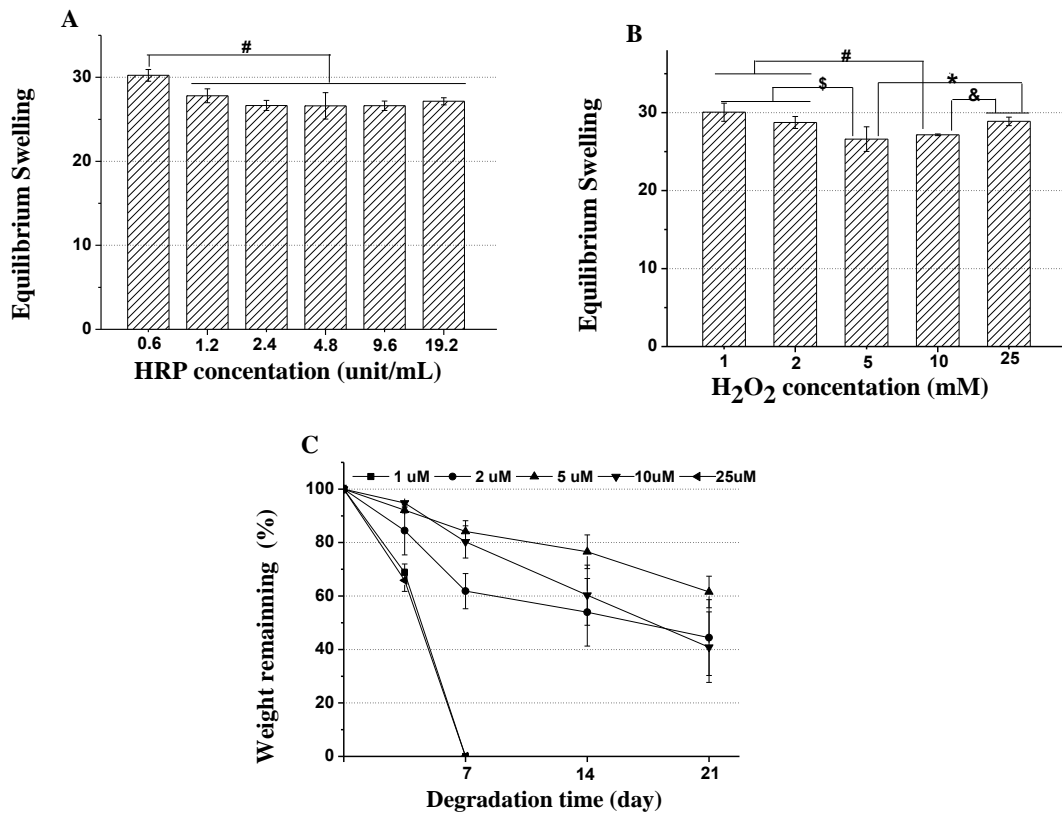 A
#
30
20
10
0
Equilibrium Swelling
0.6 1.2 2.4 4.8 9.6 19.2
HRP concentation (unit/mL)
B
#
$
*
&
30
20
10
0
Equilibrium Swelling
1 2 5 10 25
H2O2 concentation (mM)
C
1 uM 2 uM 5 uM 10uM 25uM
100
80
60
40
20
0
Weight remainning (%)
7 14 21
Degradation time (day)